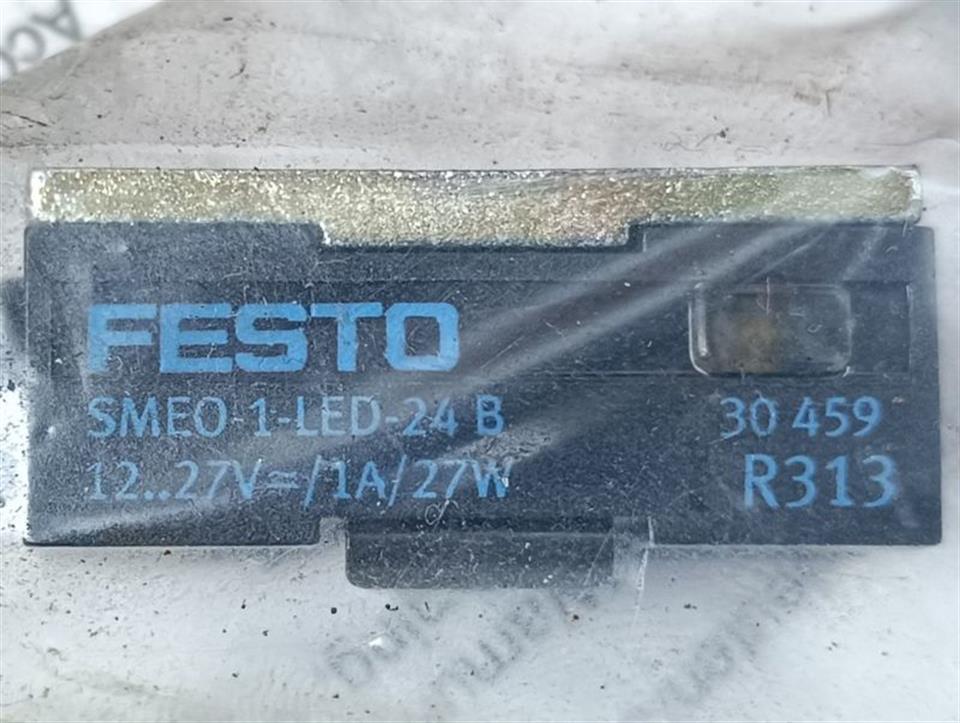 FESTO
SMEO-1-LED-24 B 30 459
12..27V≂/1A/27W R313